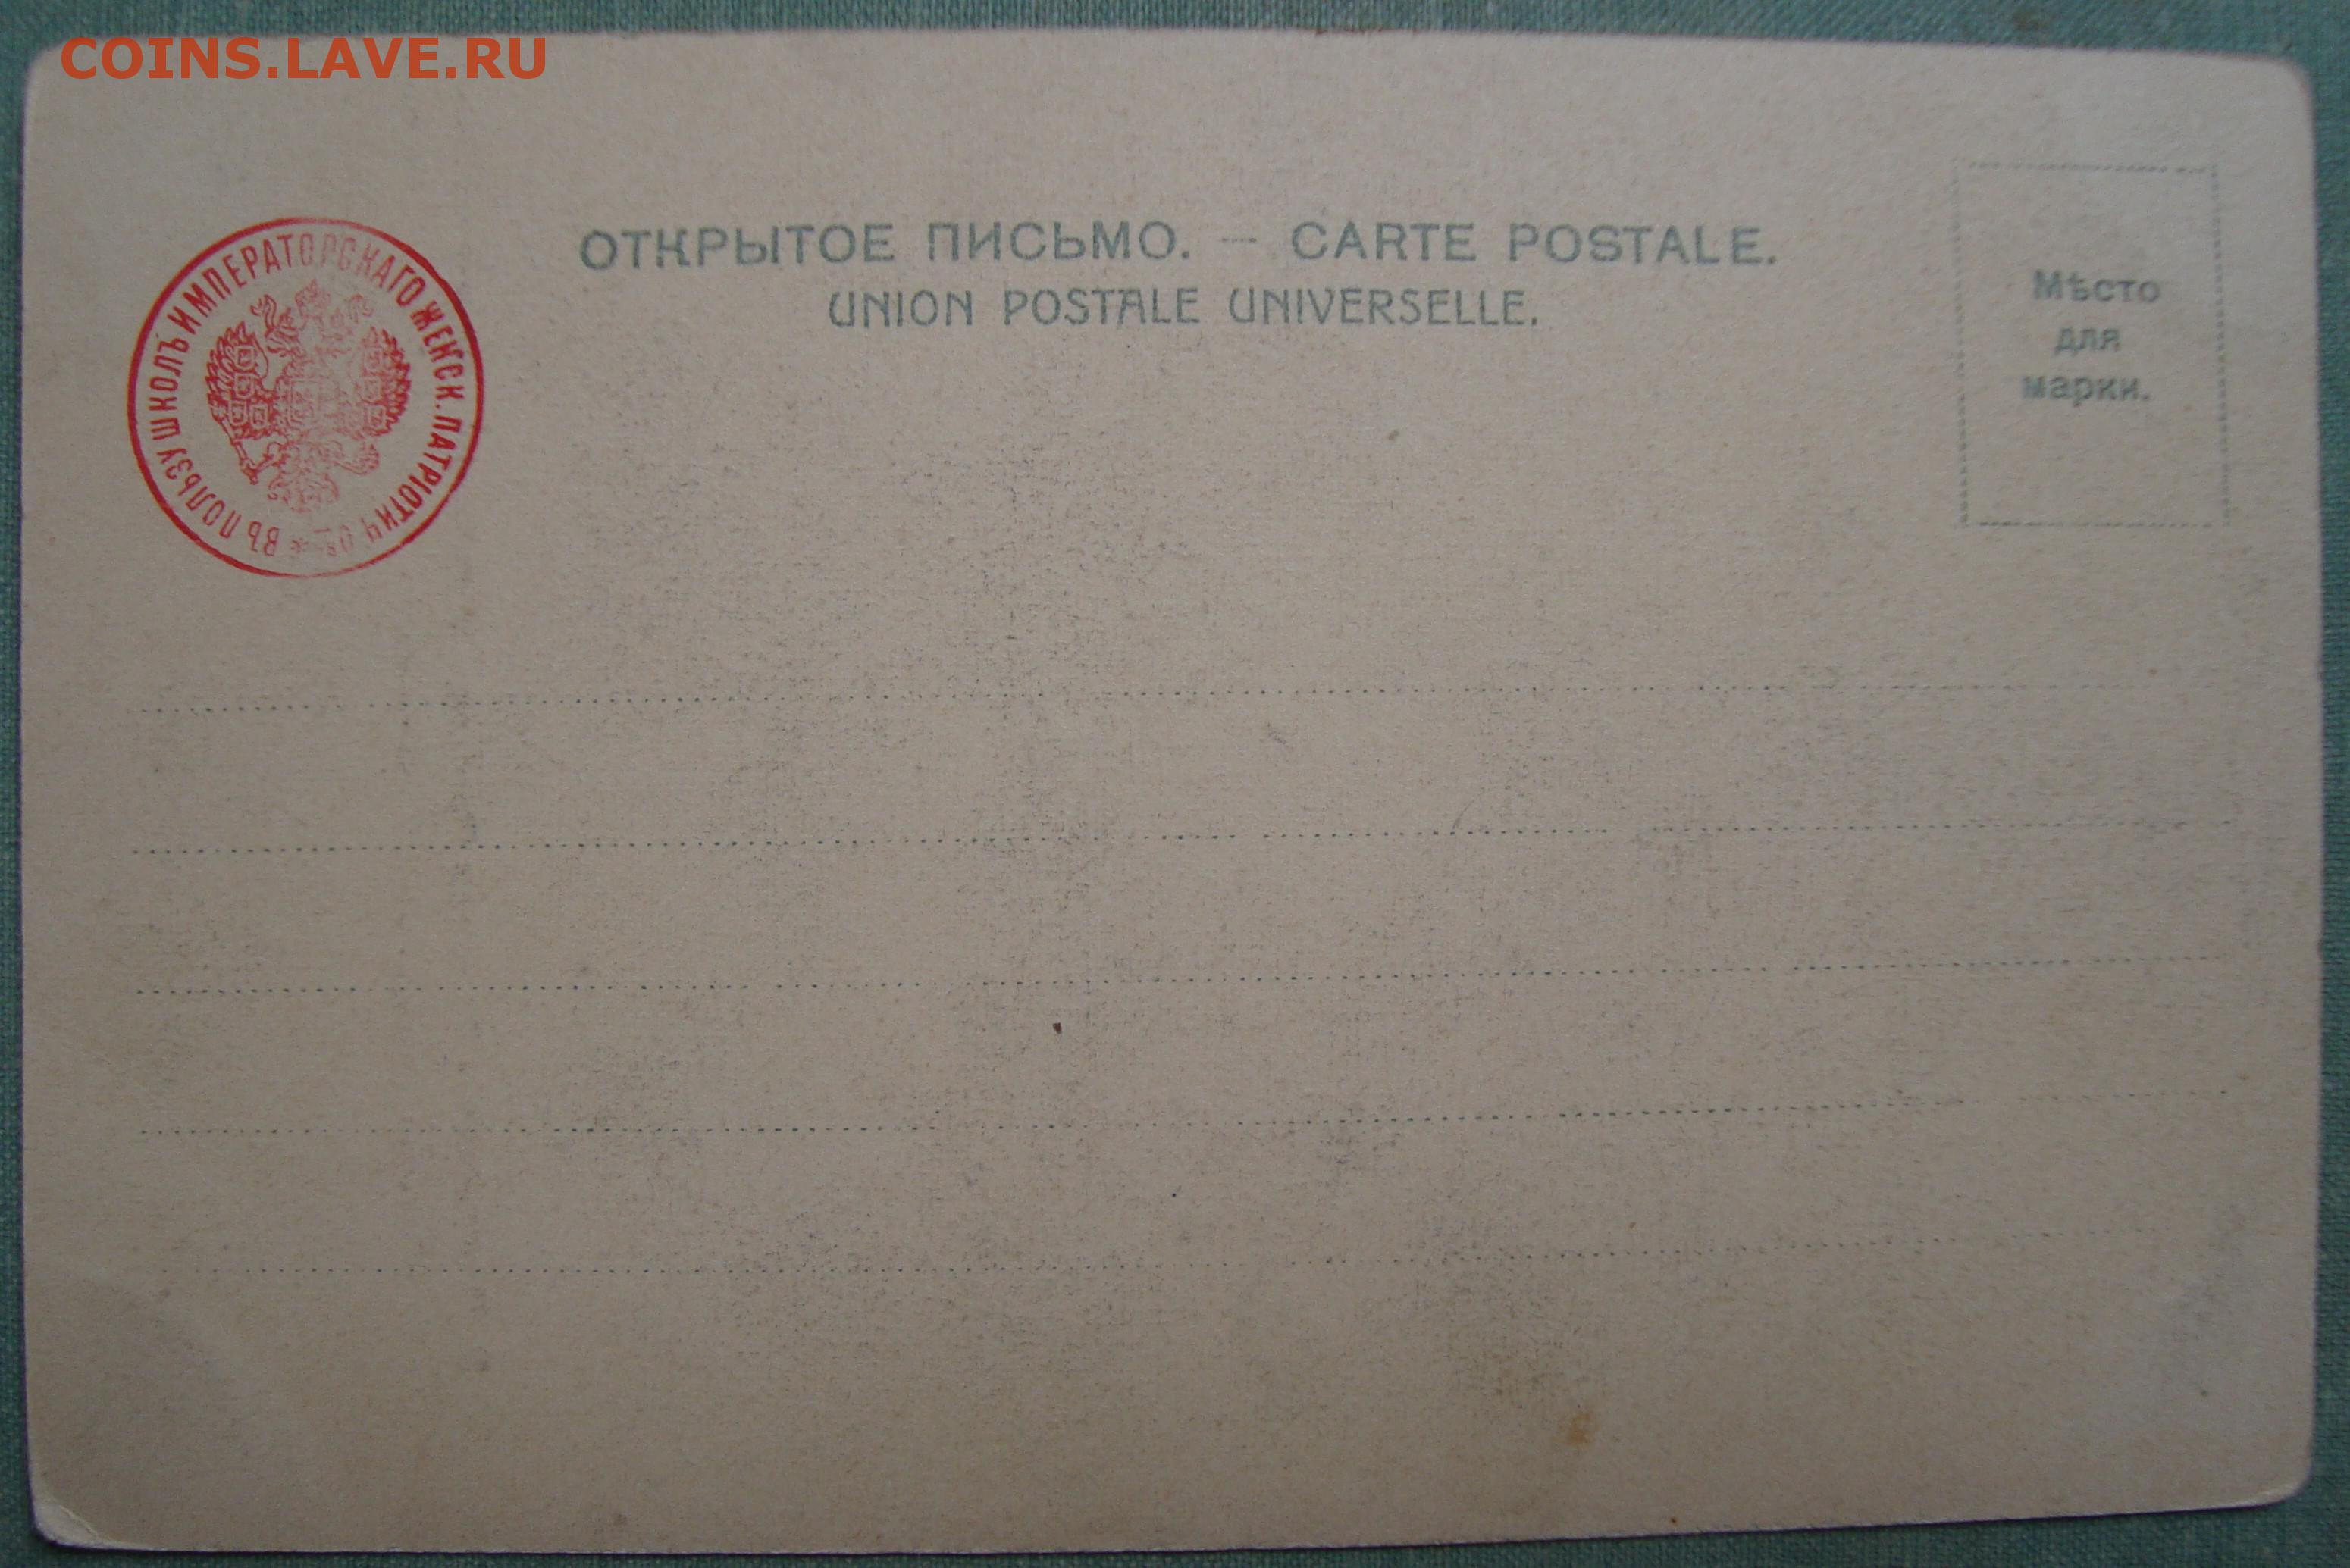 COINS.LAVE.RU
ВЪ ПОЛЬЗУ ШКОЛЪ ИМПЕРАТОРСКАГО ЖЕНСК. ПАТРІОТИЧ
ОТКРЫТОЕ ПИСЬМО. — CARTE POSTALE.
UNION POSTALE UNIVERSELLE.
Мѣсто
для
марки.